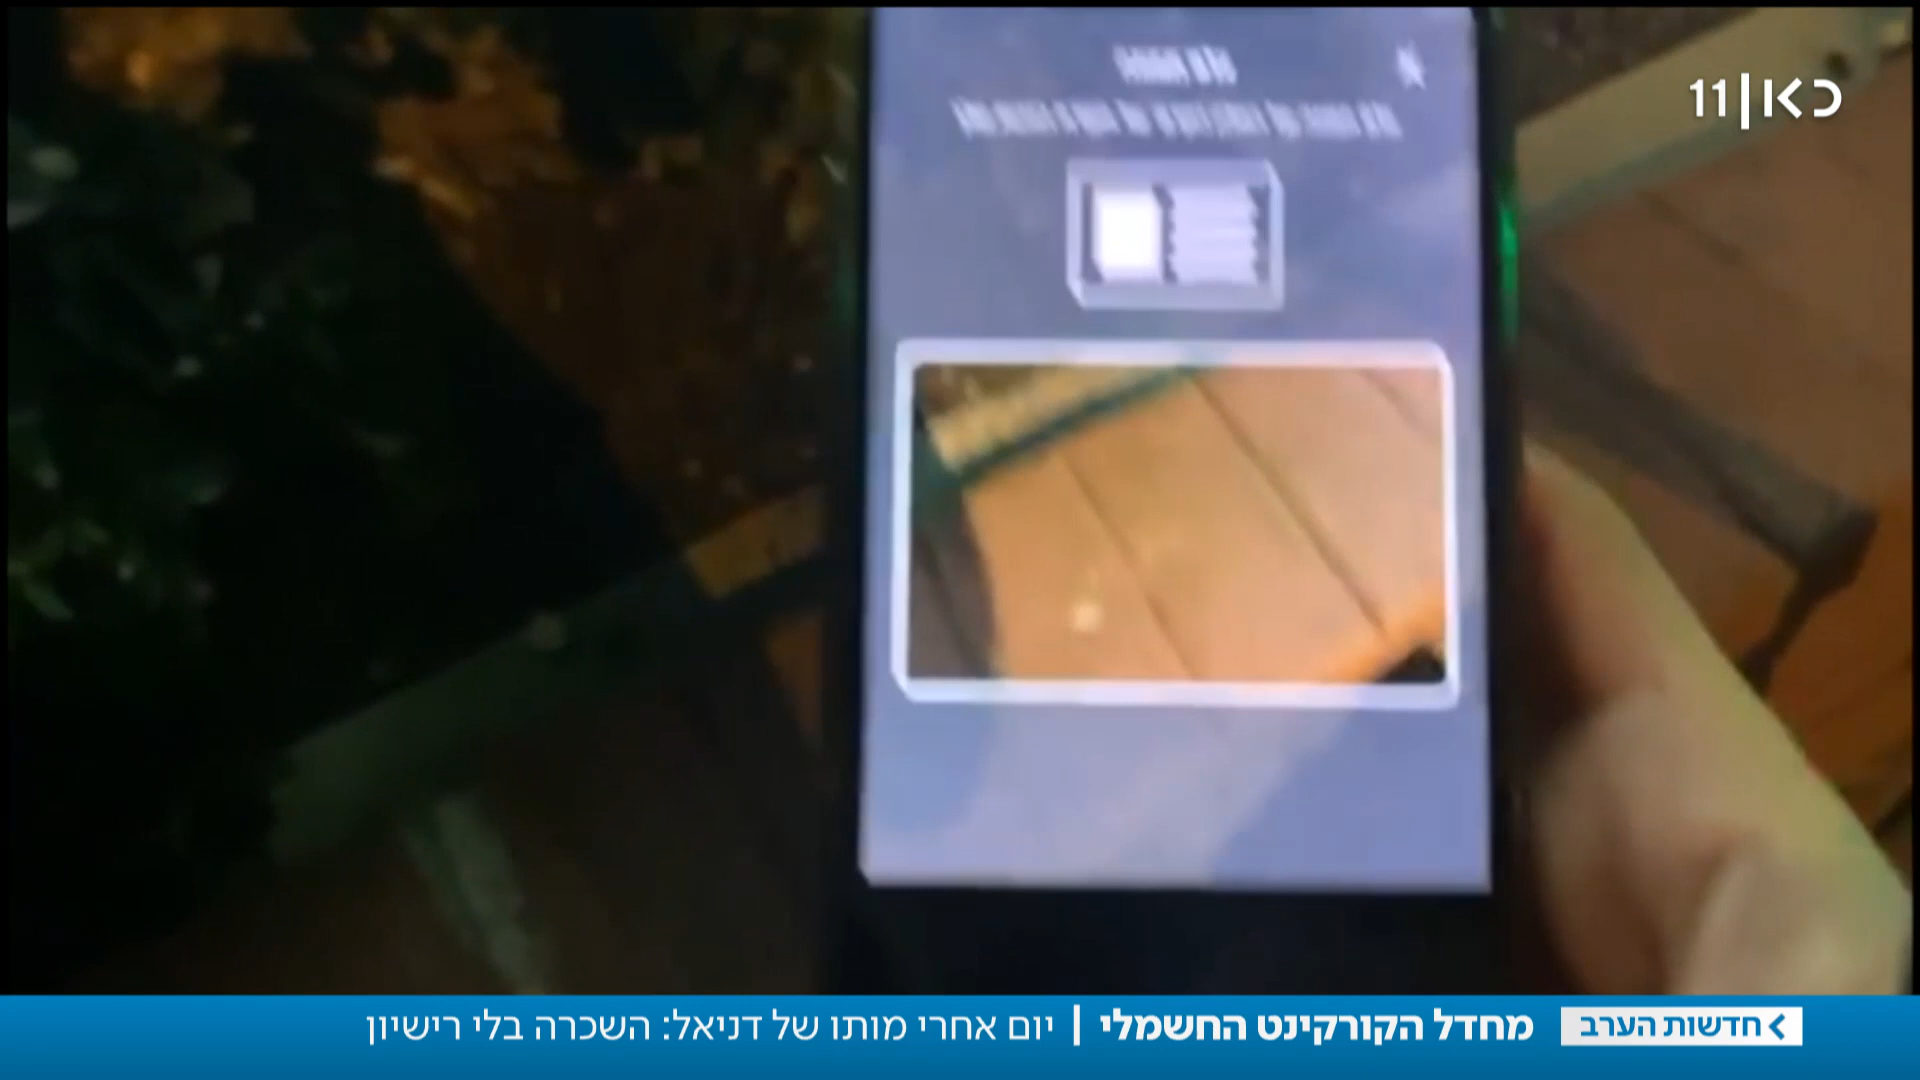 כאן|11
חדשות הערב
מחדל הקורקינט החשמלי | יום אחרי מותו של דניאל: השכרה בלי רישיון